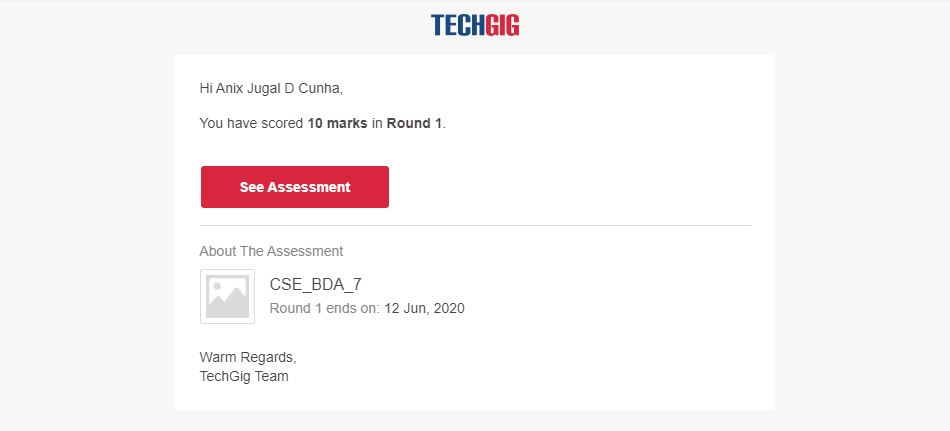 TECHGIG
Hi Anix Jugal D Cunha,
You have scored 10 marks in Round 1.
See Assessment
About The Assessment
CSE_BDA_7
Round 1 ends on: 12 Jun, 2020
Warm Regards,
TechGig Team